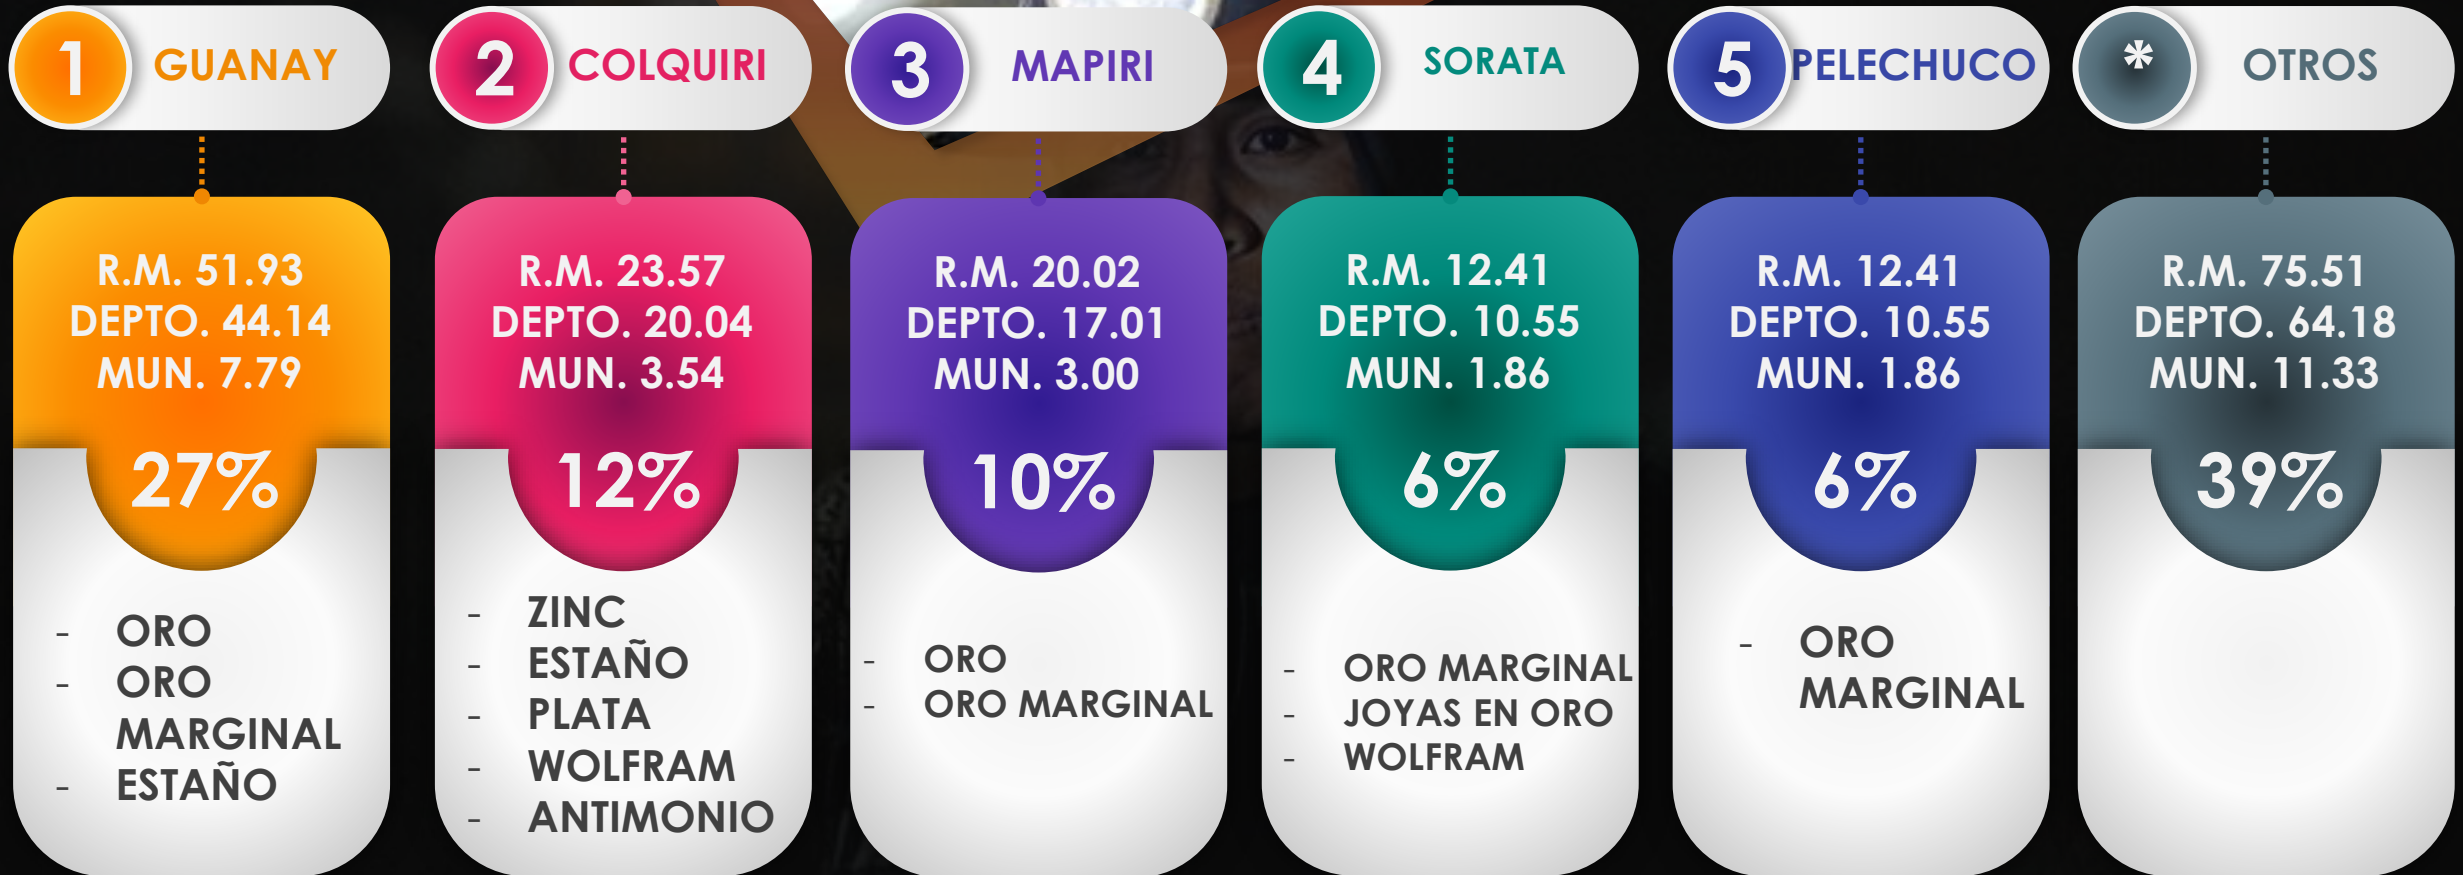 1 GUANAY
R.M. 51.93
DEPTO. 44.14
MUN. 7.79
27%
- ORO
- ORO
MARGINAL
- ESTAÑO
2 COLQUIRI
R.M. 23.57
DEPTO. 20.04
MUN. 3.54
12%
- ZINC
- ESTAÑO
- PLATA
- WOLFRAM
- ANTIMONIO
3 MAPIRI
R.M. 20.02
DEPTO. 17.01
MUN. 3.00
10%
- ORO
- ORO MARGINAL
4 SORATA
R.M. 12.41
DEPTO. 10.55
MUN. 1.86
6%
- ORO MARGINAL
- JOYAS EN ORO
- WOLFRAM
5 PELECHUCO
R.M. 12.41
DEPTO. 10.55
MUN. 1.86
6%
- ORO
MARGINAL
* OTROS
R.M. 75.51
DEPTO. 64.18
MUN. 11.33
39%